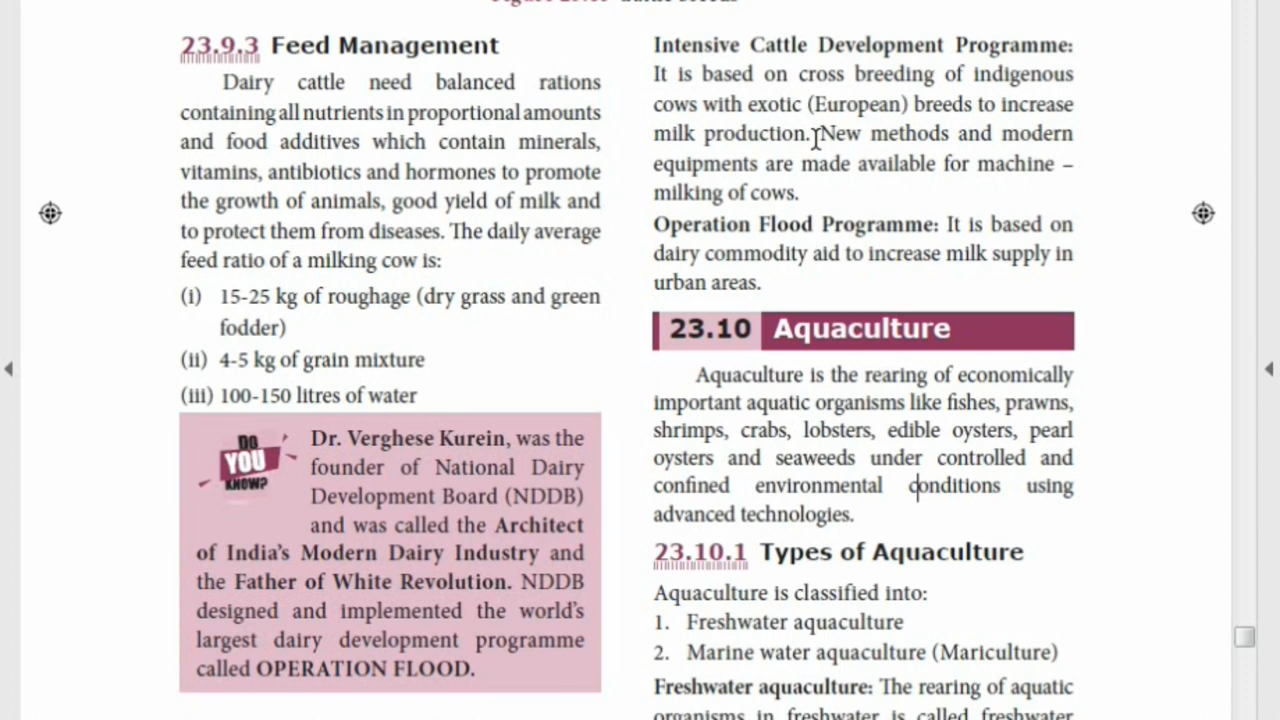 23.9.3 Feed Management
Dairy cattle need balanced rations
containing all nutrients in proportional amounts
and food additives which contain minerals,
vitamins, antibiotics and hormones to promote
the growth of animals, good yield of milk and
to protect them from diseases. The daily average
feed ratio of a milking cow is:
(i) 15-25 kg of roughage (dry grass and green
fodder)
(ii) 4-5 kg of grain mixture
(iii) 100-150 litres of water
DO
YOU
KNOW?
Dr. Verghese Kurein, was the
founder of National Dairy
Development Board (NDDB)
and was called the Architect
of India's Modern Dairy Industry and
the Father of White Revolution. NDDB
designed and implemented the world's
largest dairy development programme
called OPERATION FLOOD.
Intensive Cattle Development Programme:
It is based on cross breeding of indigenous
cows with exotic (European) breeds to increase
milk production. New methods and modern
equipments are made available for machine –
milking of cows.
Operation Flood Programme: It is based on
dairy commodity aid to increase milk supply in
urban areas.
23.10 Aquaculture
Aquaculture is the rearing of economically
important aquatic organisms like fishes, prawns,
shrimps, crabs, lobsters, edible oysters, pearl
oysters and seaweeds under controlled and
confined environmental conditions using
advanced technologies.
23.10.1 Types of Aquaculture
Aquaculture is classified into:
1. Freshwater aquaculture
2. Marine water aquaculture (Mariculture)
Freshwater aquaculture: The rearing of aquatic
organisms in freshwater is called freshwater